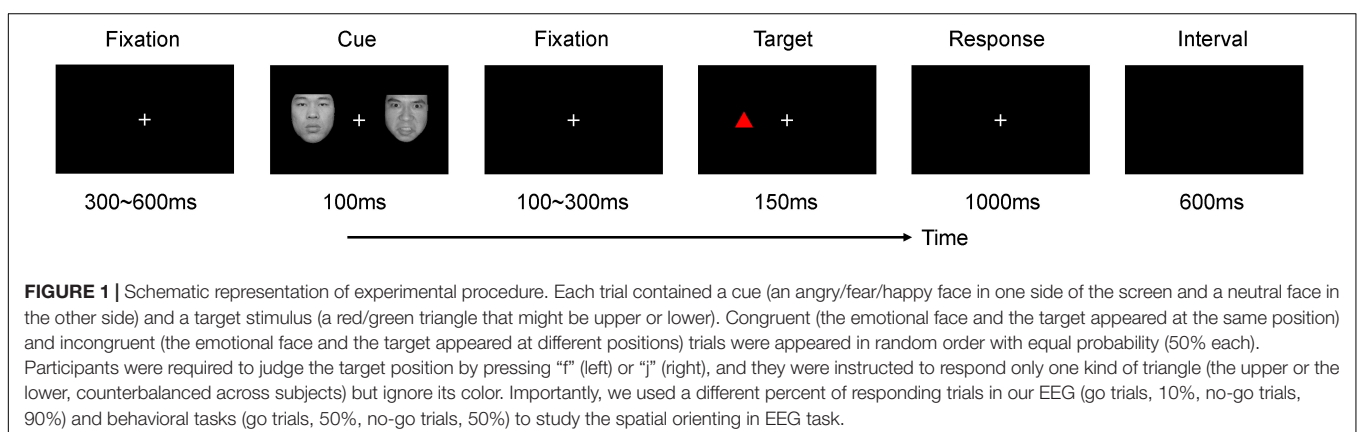 Fixation Cue Fixation Target Response Interval
300~600ms 100ms 100~300ms 150ms 1000ms 600ms
Time
FIGURE 1 | Schematic representation of experimental procedure. Each trial contained a cue (an angry/fear/happy face in one side of the screen and a neutral face in
the other side) and a target stimulus (a red/green triangle that might be upper or lower). Congruent (the emotional face and the target appeared at the same position)
and incongruent (the emotional face and the target appeared at different positions) trials were appeared in random order with equal probability (50% each).
Participants were required to judge the target position by pressing “f” (left) or “j” (right), and they were instructed to respond only one kind of triangle (the upper or the
lower, counterbalanced across subjects) but ignore its color. Importantly, we used a different percent of responding trials in our EEG (go trials, 10%, no-go trials,
90%) and behavioral tasks (go trials, 50%, no-go trials, 50%) to study the spatial orienting in EEG task.